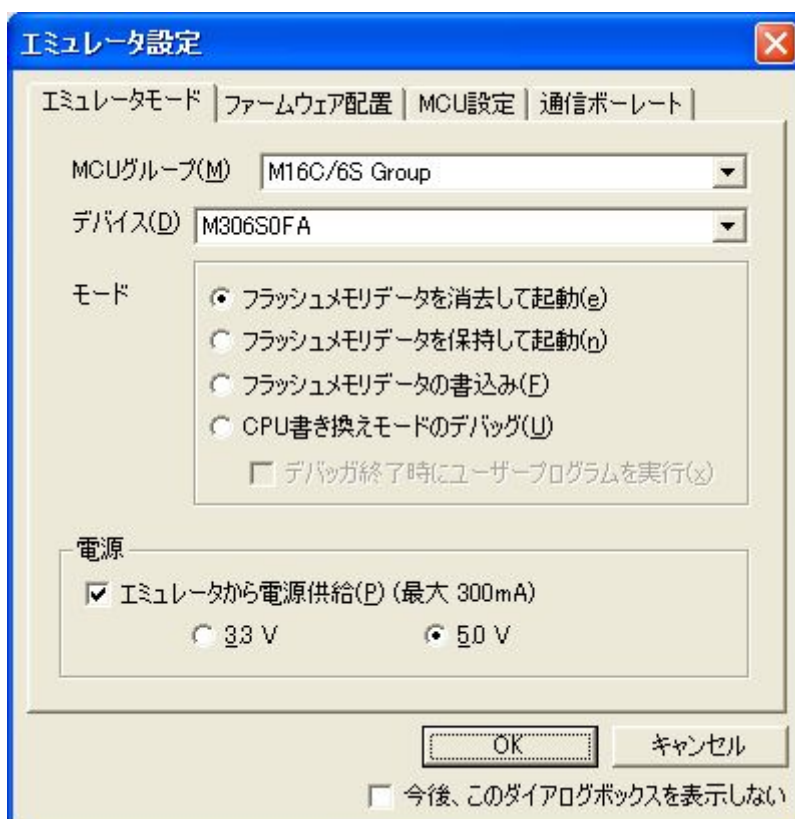 エミュレータ設定
エミュレータモード ファームウェア配置 MCU設定 通信ボーレート
MCUグループ(M) M16C/6S Group
デバイス(D) M306S0FA
モード
フラッシュメモリデータを消去して起動(e)
フラッシュメモリデータを保持して起動(n)
フラッシュメモリデータの書込み(F)
CPU書き換えモードのデバッグ(U)
デバッガ終了時にユーザープログラムを実行(x)
電源
エミュレータから電源供給(P) (最大 300mA)
3.3 V 5.0 V
OK キャンセル
今後、このダイアログボックスを表示しない